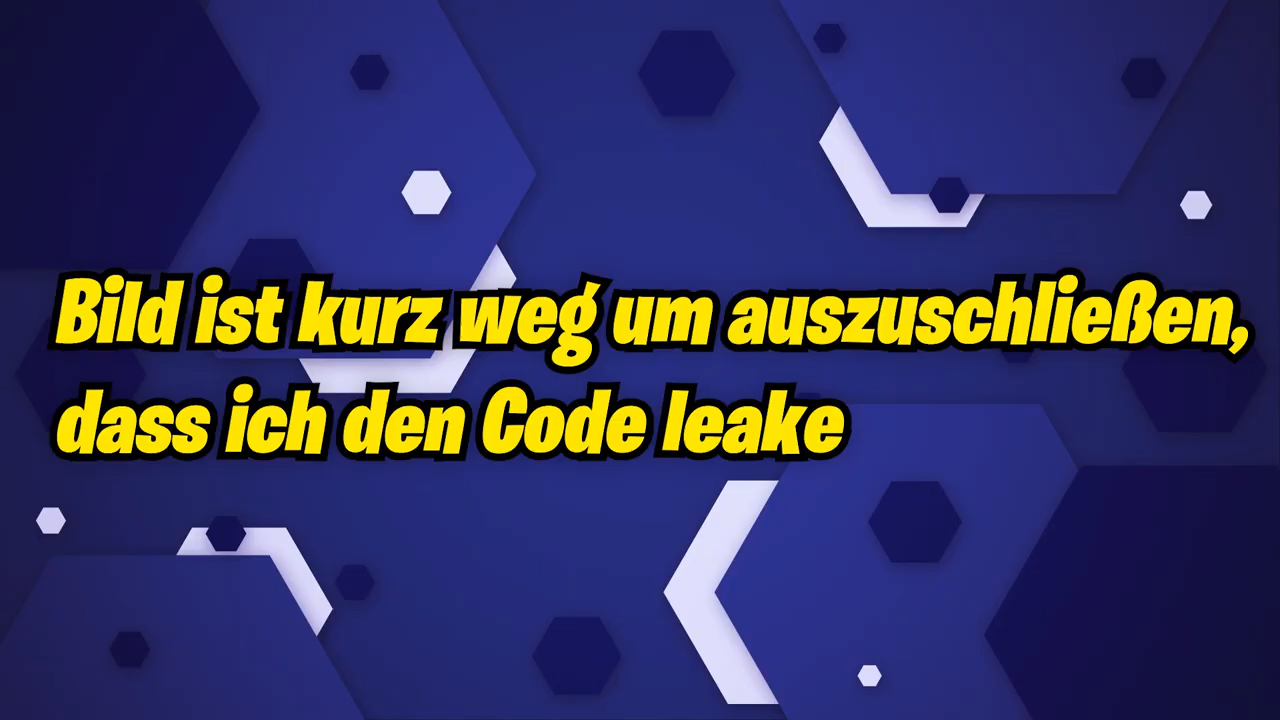 Bild ist kurz weg um auszuschließen,
dass ich den Code leake